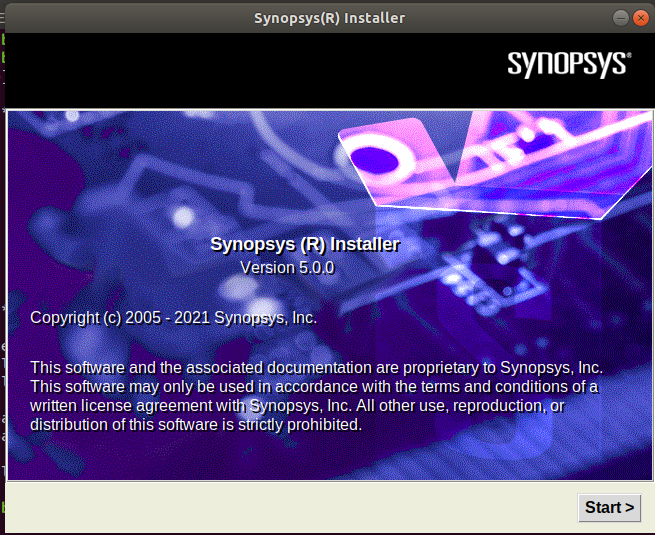 Synopsys(R) Installer
SYNOPSYS®
Synopsys (R) Installer
Version 5.0.0
Copyright (c) 2005 - 2021 Synopsys, Inc.
This software and the associated documentation are proprietary to Synopsys, Inc.
This software may only be used in accordance with the terms and conditions of a
written license agreement with Synopsys, Inc. All other use, reproduction, or
distribution of this software is strictly prohibited.
Start >